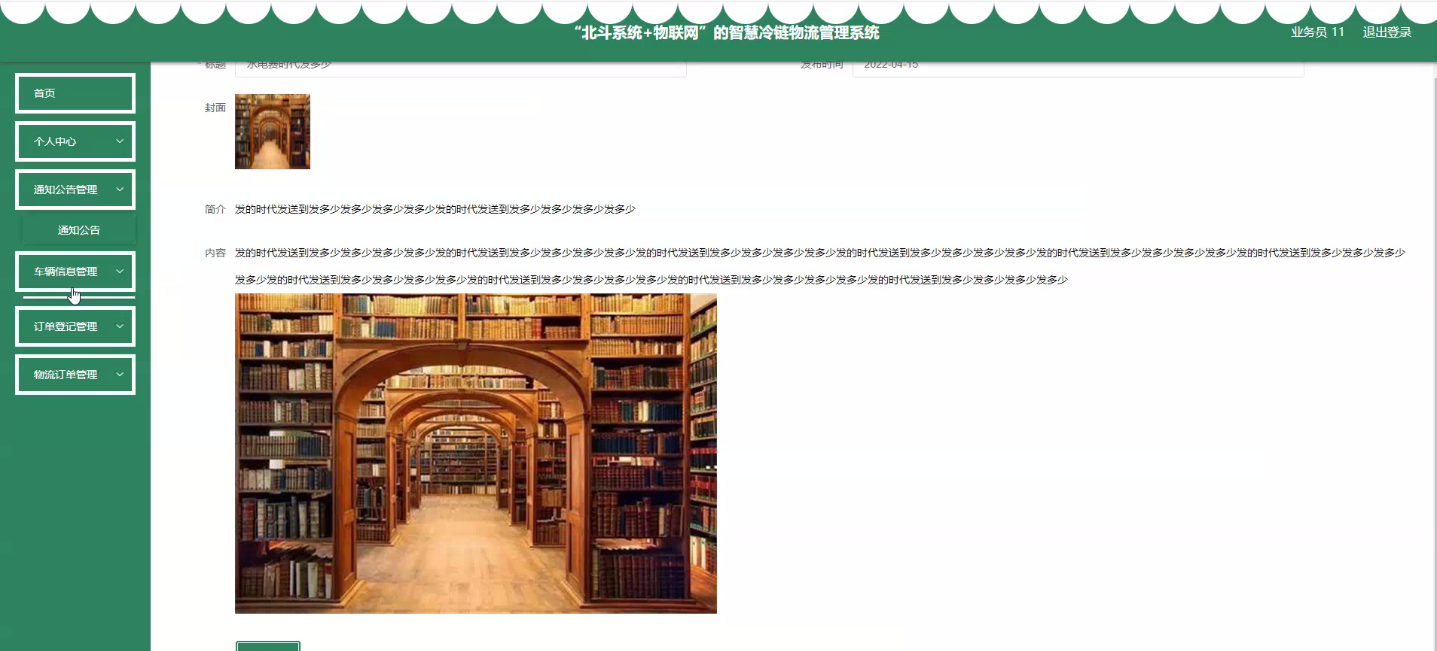 “北斗系统+物联网”的智慧冷链物流管理系统
业务员 11 退出登录
标题 水电费时代发多少 发布时间 2022-04-15
首页
封面
个人中心
通知公告管理
简介 发的时代发送到发多少发多少发多少发多少发的时代发送到发多少发多少发多少发多少
通知公告
内容 发的时代发送到发多少发多少发多少发多少发的时代发送到发多少发多少发多少发多少发的时代发送到发多少发多少发多少发多少发的时代发送到发多少发多少发多少发多少发的时代发送到发多少发多少发多少发多少发的时代发送到发多少发多少发多少
发多少发的时代发送到发多少发多少发多少发多少发的时代发送到发多少发多少发多少发多少发的时代发送到发多少发多少发多少发多少发的时代发送到发多少发多少发多少发多少
车辆信息管理
订单登记管理
物流订单管理